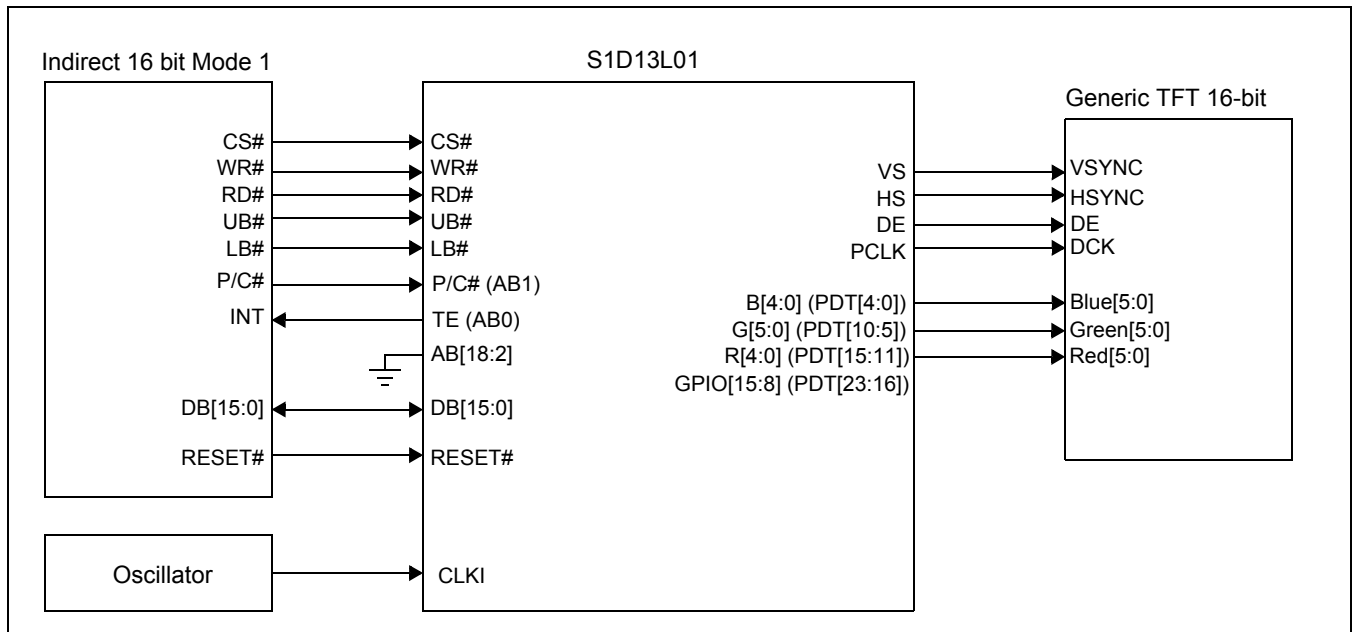 Indirect 16 bit Mode 1
CS#
WR#
RD#
UB#
LB#
P/C#
INT
DB[15:0]
RESET#
Oscillator
S1D13L01
CS#
WR#
RD#
UB#
LB#
P/C# (AB1)
TE (AB0)
AB[18:2]
DB[15:0]
RESET#
CLKI
VS
HS
DE
PCLK
B[4:0] (PDT[4:0])
G[5:0] (PDT[10:5])
R[4:0] (PDT[15:11])
GPIO[15:8] (PDT[23:16])
Generic TFT 16-bit
VSYNC
HSYNC
DE
DCK
Blue[5:0]
Green[5:0]
Red[5:0]